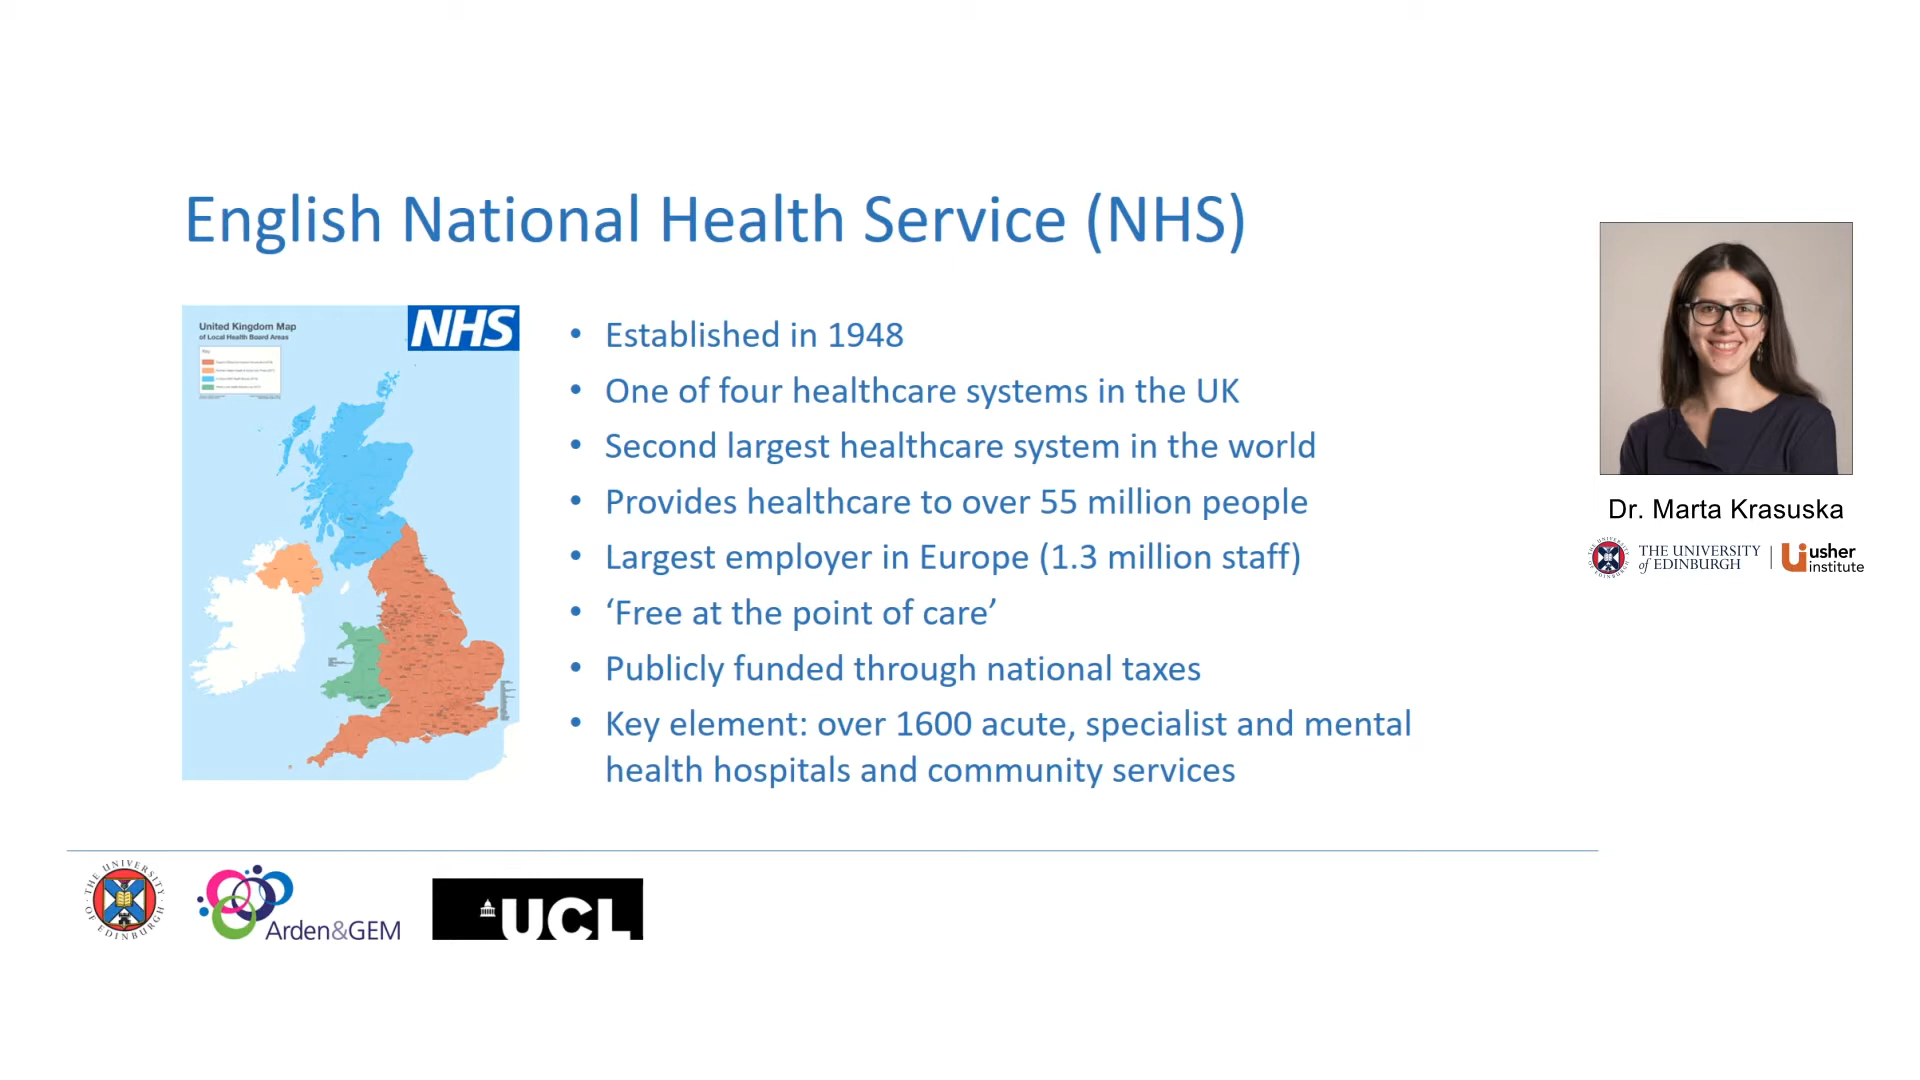 English National Health Service (NHS)
United Kingdom Map
of Local Health Board Areas
NHS
• Established in 1948
• One of four healthcare systems in the UK
• Second largest healthcare system in the world
• Provides healthcare to over 55 million people
• Largest employer in Europe (1.3 million staff)
• ‘Free at the point of care’
• Publicly funded through national taxes
• Key element: over 1600 acute, specialist and mental
health hospitals and community services
Dr. Marta Krasuska
THE UNIVERSITY
of EDINBURGH
usher
institute
THE UNIVERSITY OF EDINBURGH
Arden&GEM
UCL